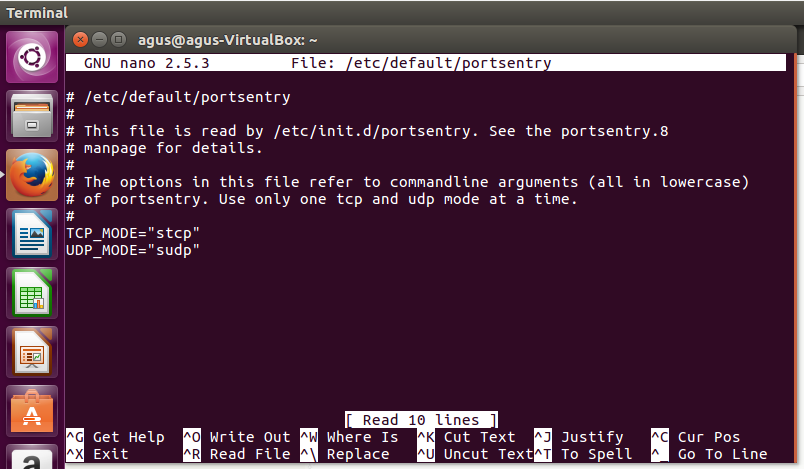 Terminal
agus@agus-VirtualBox: ~
GNU nano 2.5.3 File: /etc/default/portsentry
# /etc/default/portsentry
#
# This file is read by /etc/init.d/portsentry. See the portsentry.8
# manpage for details.
#
# The options in this file refer to commandline arguments (all in lowercase)
# of portsentry. Use only one tcp and udp mode at a time.
#
TCP_MODE="stcp"
UDP_MODE="sudp"
[ Read 10 lines ]
^G Get Help ^O Write Out ^W Where Is ^K Cut Text ^J Justify ^C Cur Pos
^X Exit ^R Read File ^\ Replace ^U Uncut Text ^T To Spell ^_ Go To Line